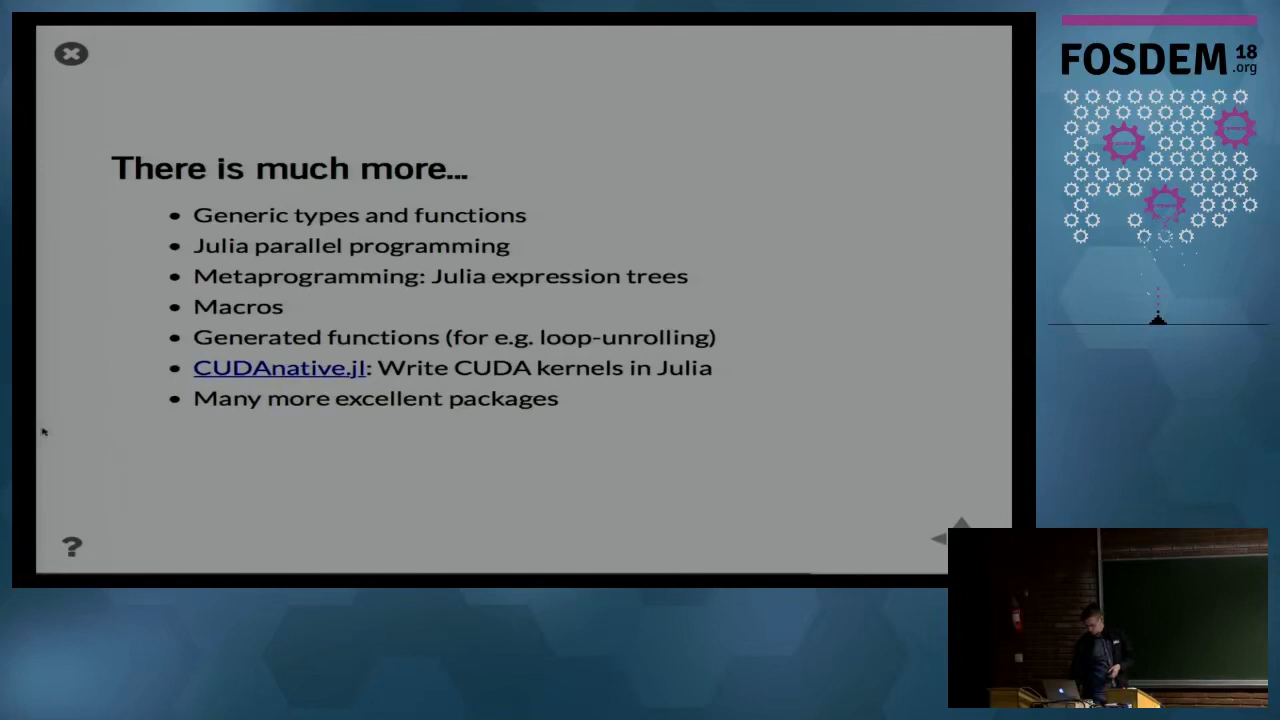 There is much more...
Generic types and functions
Julia parallel programming
Metaprogramming: Julia expression trees
Macros
Generated functions (for e.g. loop-unrolling)
CUDAnative.jl: Write CUDA kernels in Julia
Many more excellent packages
?
FOSDEM 18
.org